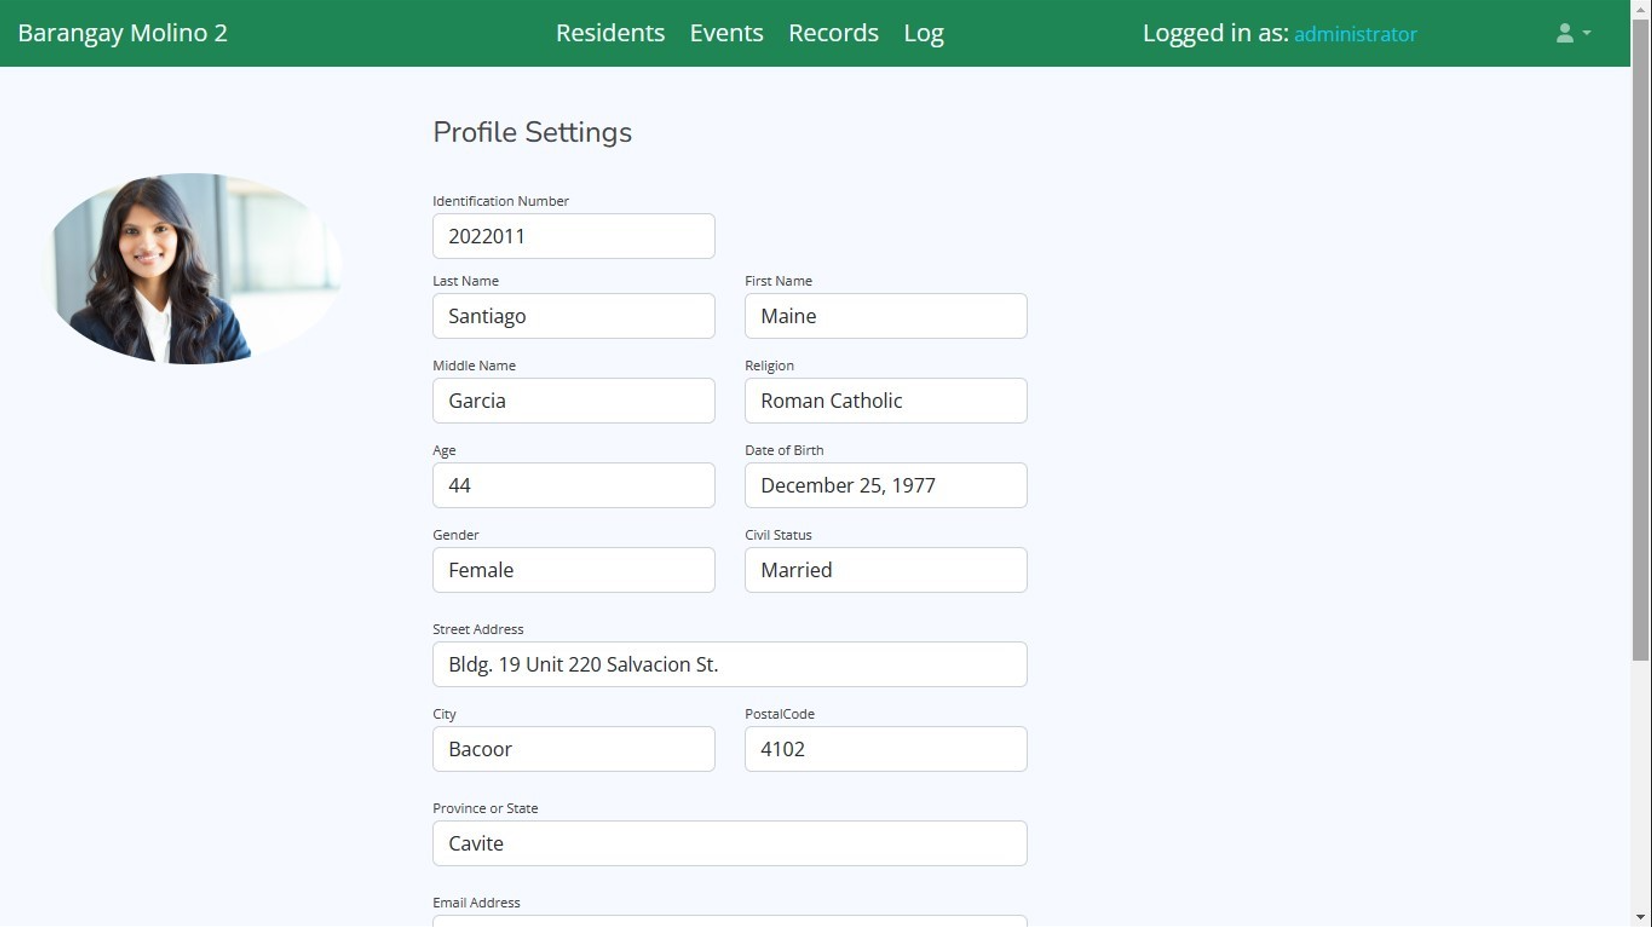 Barangay Molino 2
Residents Events Records Log
Logged in as: administrator
Profile Settings
Identification Number
2022011
Last Name First Name
Santiago Maine
Middle Name Religion
Garcia Roman Catholic
Age Date of Birth
44 December 25, 1977
Gender Civil Status
Female Married
Street Address
Bldg. 19 Unit 220 Salvacion St.
City PostalCode
Bacoor 4102
Province or State
Cavite
Email Address